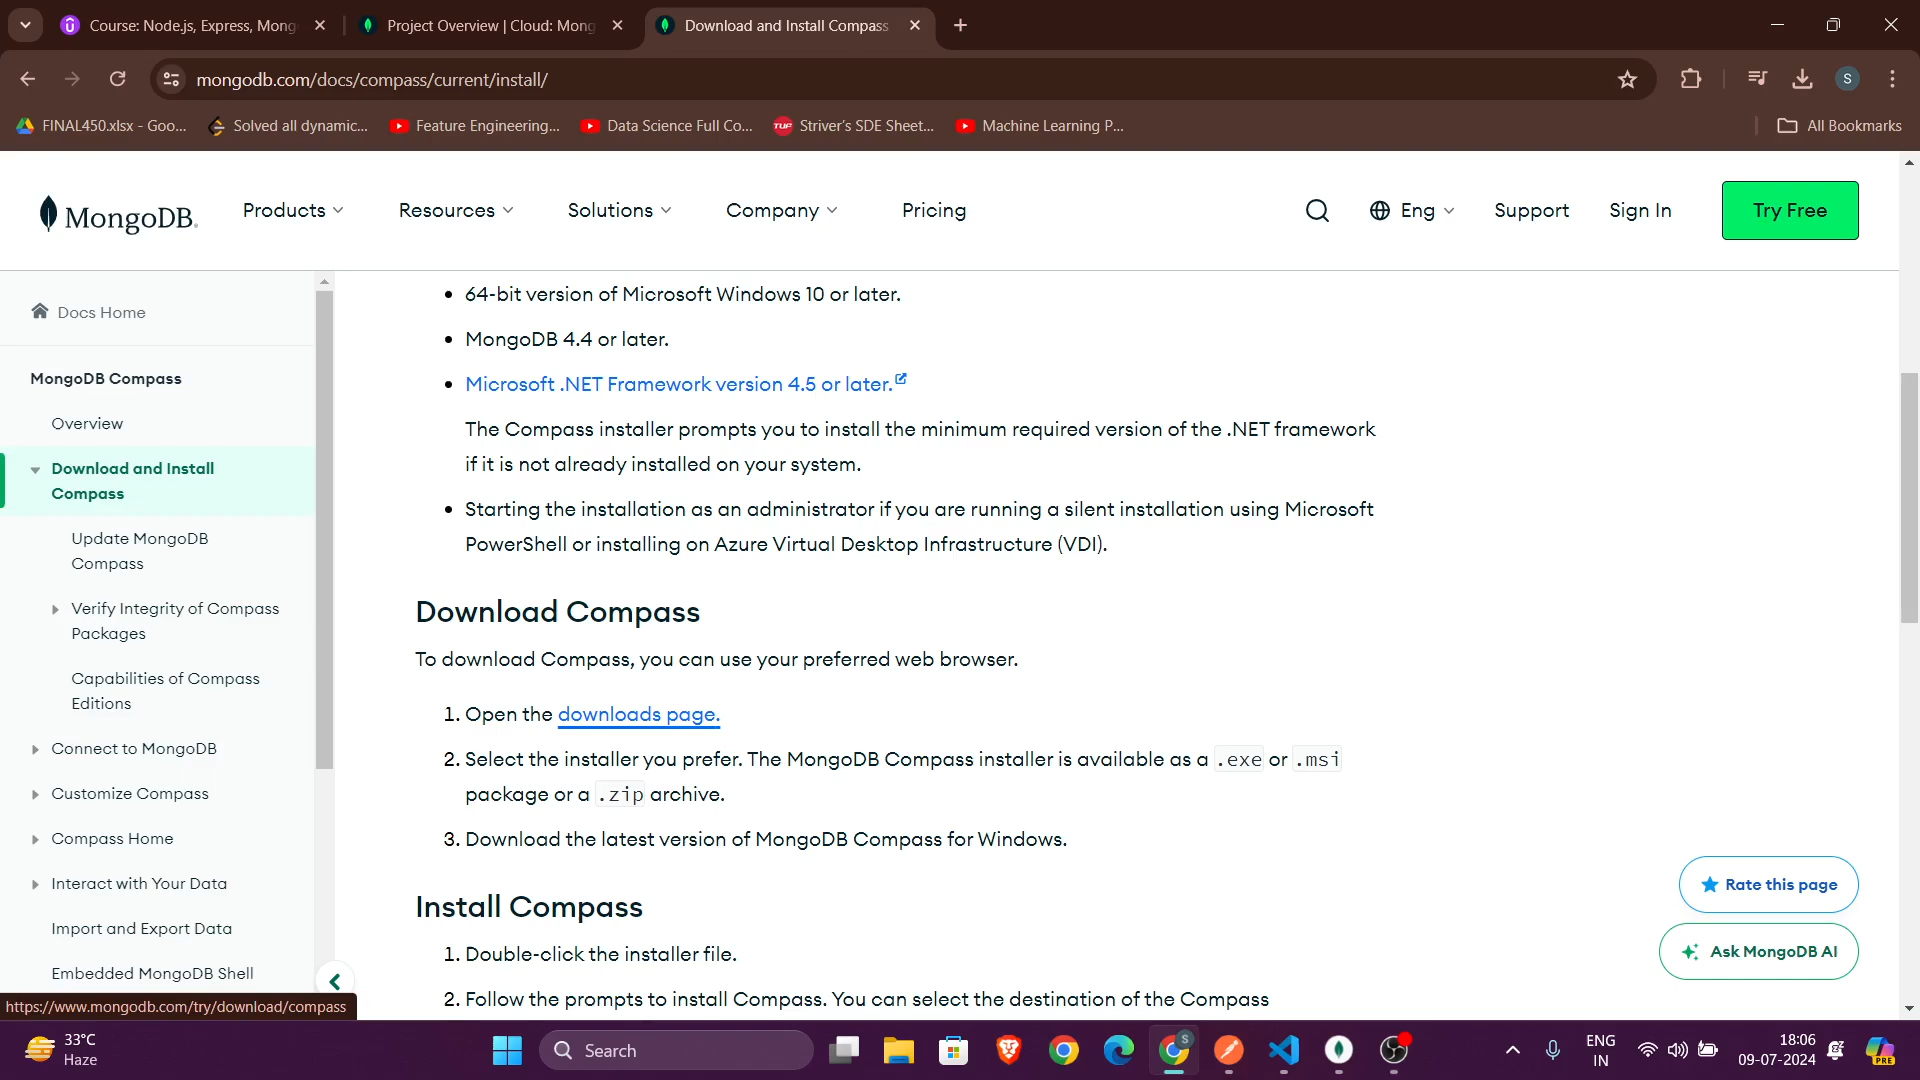 Course: Node.js, Express, Mong
Project Overview | Cloud: Mong
Download and Install Compass
mongodb.com/docs/compass/current/install/
S
FINAL450.xlsx - Goo...
Solved all dynamic...
Feature Engineering...
Data Science Full Co...
Striver's SDE Sheet...
Machine Learning P...
All Bookmarks
MongoDB.
Products
Resources
Solutions
Company
Pricing
Eng
Support
Sign In
Try Free
Docs Home
MongoDB Compass
Overview
Download and Install
Compass
Update MongoDB
Compass
Verify Integrity of Compass
Packages
Capabilities of Compass
Editions
Connect to MongoDB
Customize Compass
Compass Home
Interact with Your Data
Import and Export Data
Embedded MongoDB Shell
64-bit version of Microsoft Windows 10 or later.
MongoDB 4.4 or later.
Microsoft .NET Framework version 4.5 or later.
The Compass installer prompts you to install the minimum required version of the .NET framework
if it is not already installed on your system.
Starting the installation as an administrator if you are running a silent installation using Microsoft
PowerShell or installing on Azure Virtual Desktop Infrastructure (VDI).
Download Compass
To download Compass, you can use your preferred web browser.
1. Open the downloads page.
2. Select the installer you prefer. The MongoDB Compass installer is available as a .exe or .msi
package or a .zip archive.
3. Download the latest version of MongoDB Compass for Windows.
Install Compass
1. Double-click the installer file.
2. Follow the prompts to install Compass. You can select the destination of the Compass
Rate this page
Ask MongoDB AI
https://www.mongodb.com/try/download/compass
33°C
Haze
Search
S
ENG
IN
18:06
09-07-2024
PRE